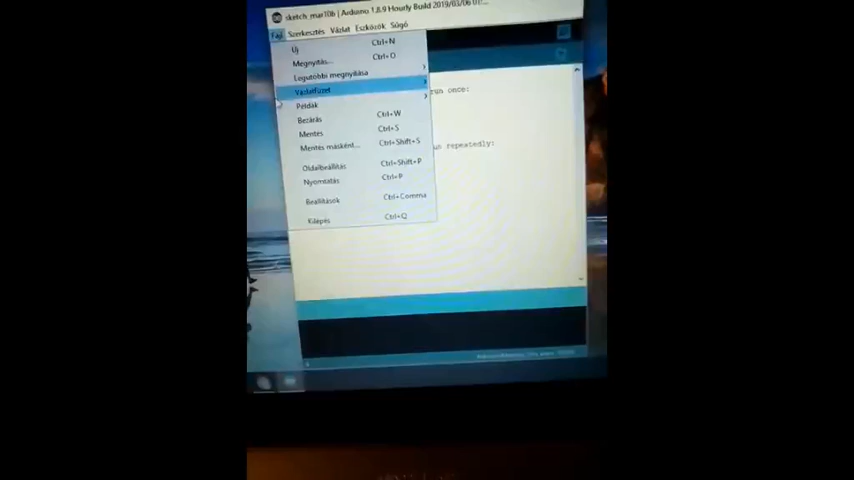 sketch_mar10b | Arduino 1.8.9 Hourly Build 2019/03/06 01:...
Fájl Szerkesztés Vázlat Eszközök Súgó
Új Ctrl+N
Megnyitás... Ctrl+O
Legutóbbi megnyitása
Vázlatfüzet
run once:
Példák
Bezárás Ctrl+W
Mentés Ctrl+S
Mentés másként... Ctrl+Shift+S
run repeatedly:
Oldalbeállítás Ctrl+Shift+P
Nyomtatás Ctrl+P
Beállítások Ctrl+Comma
Kilépés Ctrl+Q